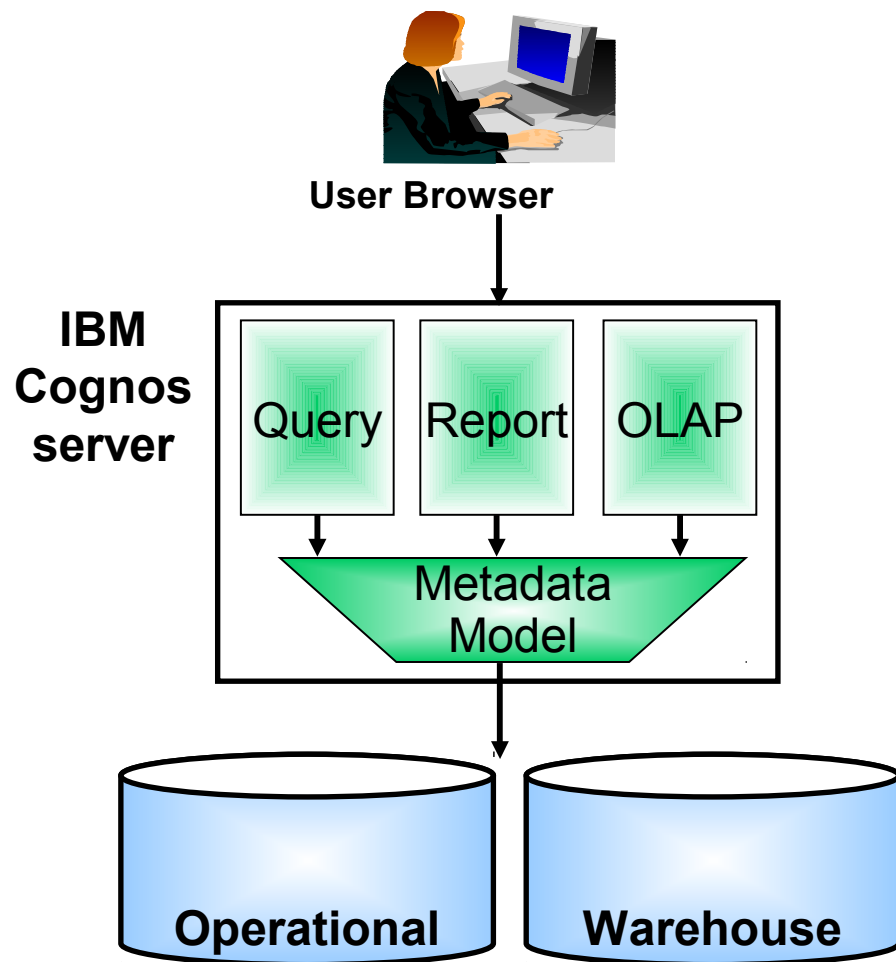 User Browser
IBM
Cognos
server
Query
Report
OLAP
Metadata
Model
Operational
Warehouse